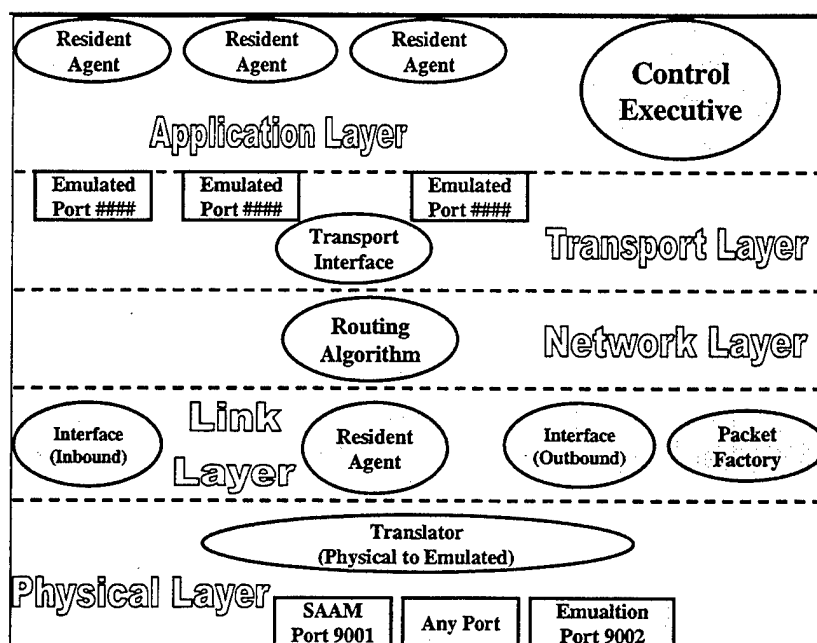 Resident
Agent
Resident
Agent
Resident
Agent
Control
Executive
Application Layer
Emulated
Port ####
Emulated
Port ####
Emulated
Port ####
Transport
Interface
Transport Layer
Routing
Algorithm
Network Layer
Interface
(Inbound)
Link
Layer
Resident
Agent
Interface
(Outbound)
Packet
Factory
Translator
(Physical to Emulated)
Physical Layer
SAAM
Port 9001
Any Port
Emualtion
Port 9002